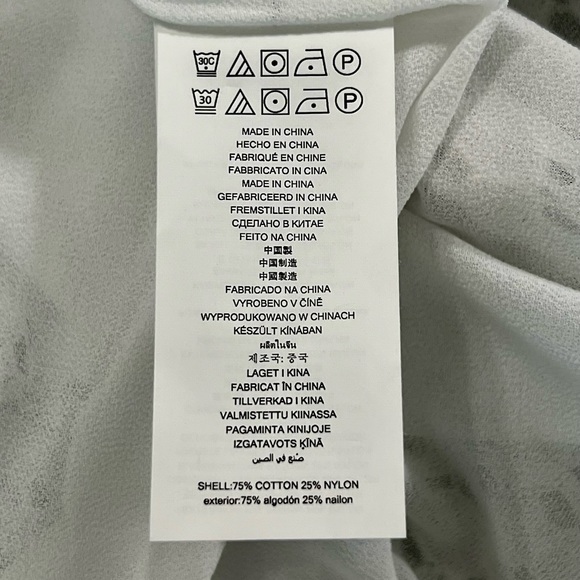 30C P
30 P
MADE IN CHINA
HECHO EN CHINA
FABRIQUÉ EN CHINE
FABBRICATO IN CINA
MADE IN CHINA
GEFABRICEERD IN CHINA
FREMSTILLET I KINA
СДЕЛАНО В КИТАЕ
FEITO NA CHINA
中国製
中国制造
中國製造
FABRICADO NA CHINA
VYROBENO V ČÍNĚ
WYPRODUKOWANO W CHINACH
KÉSZÜLT KÍNÁBAN
ผลิตในจีน
제조국: 중국
LAGET I KINA
FABRICAT ÎN CHINA
TILLVERKAD I KINA
VALMISTETTU KIINASSA
PAGAMINTA KINIJOJE
IZGATAVOTS ĶĪNĀ
صنع في الصين
SHELL:75% COTTON 25% NYLON
exterior:75% algodón 25% nailon